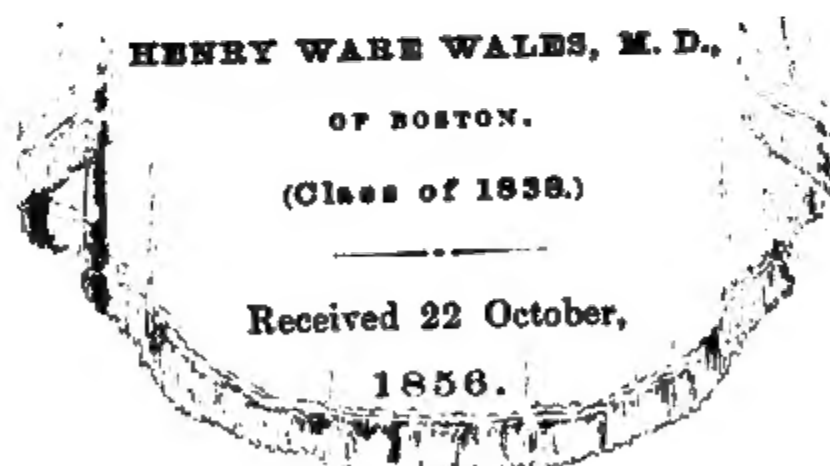 HENRY WARE WALES, M. D.,
OF BOSTON.
(Class of 1838.)
Received 22 October,
1856.